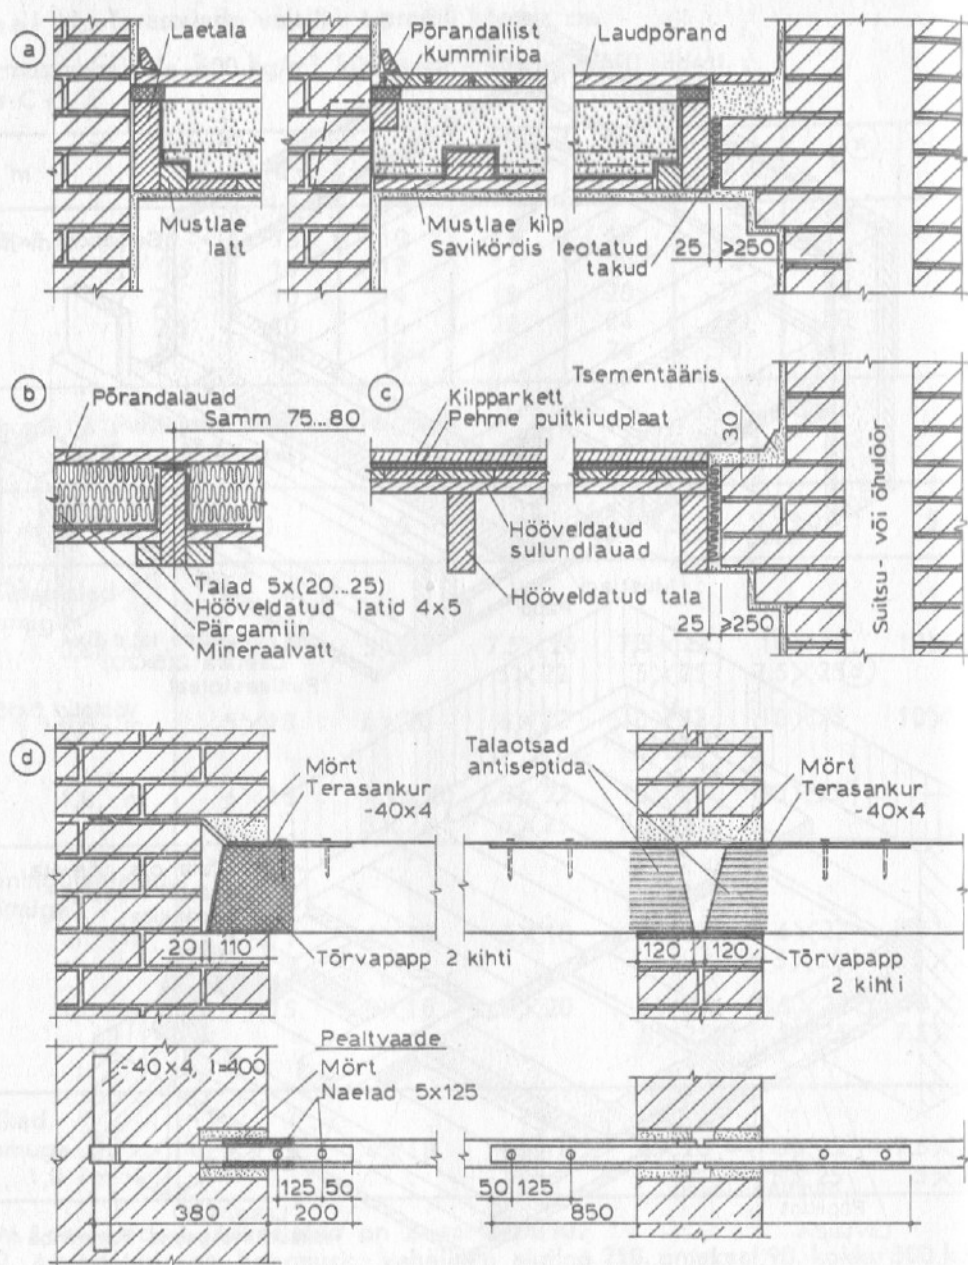 a
Laetala
Põrandaliist
Kummiriba
Laudpõrand
Mustlae
latt
Mustlae kilp
Savikördis leotatud
takud
25 ⩾250
b
Põrandalauad
Samm 75...80
Talad 5x(20...25)
Hööveldatud latid 4x5
Pärgamiin
Mineraalvatt
c
Kilpparkett
Pehme puitkiudplaat
Tsementääris
130
Hööveldatud
sulundlauad
Hööveldatud tala
25 ⩾250
Suitsu- või õhulõõr
d
Mört
Terasankur
-40x4
20 110
Tõrvapapp 2 kihti
Talaotsad
antiseptida
Mört
Terasankur
-40x4
120 120
Tõrvapapp
2 kihti
Pealtvaade
-40x4, l=400
Mört
Naelad 5x125
125 50
380 200
50 125
850